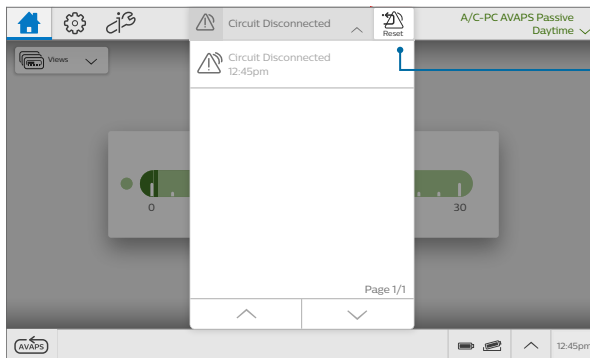 Circuit Disconnected
Reset
A/C-PC AVAPS Passive
Daytime
Views
Circuit Disconnected
12:45pm
0
30
Page 1/1
AVAPS
12:45pm